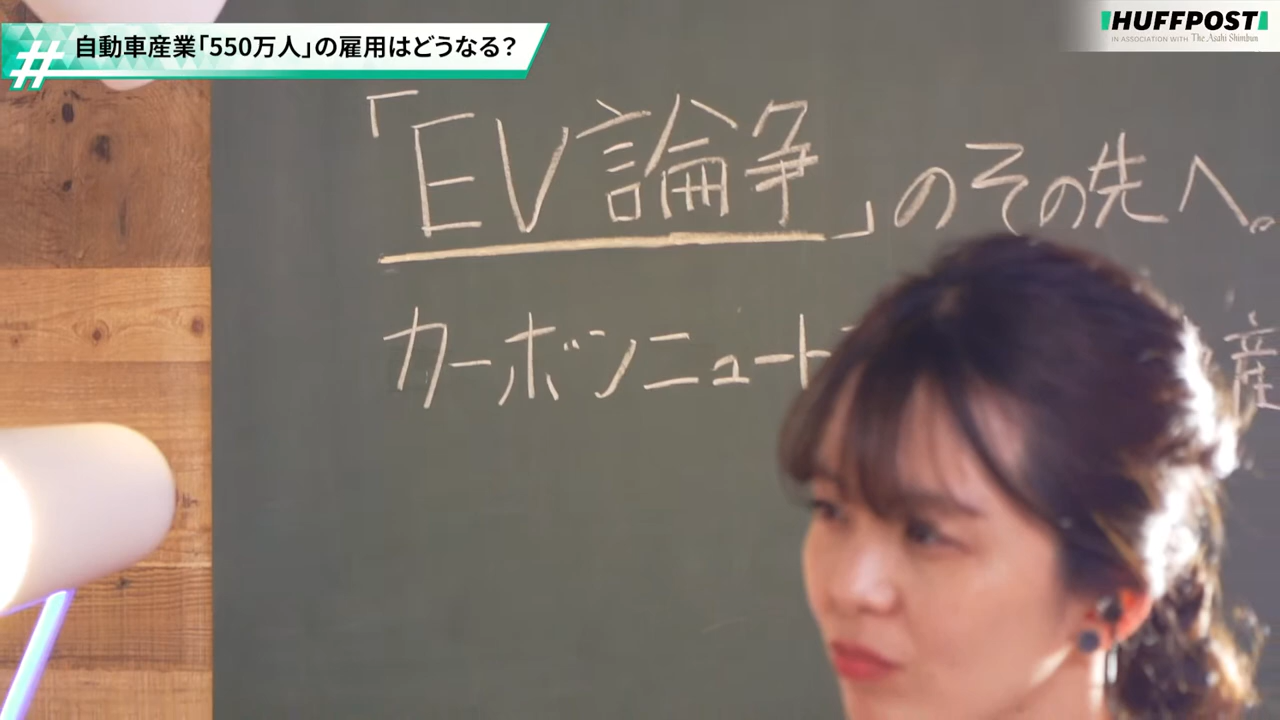 #自動車産業「550万人」の雇用はどうなる？
HUFFPOST
IN ASSOCIATION WITH The Asahi Shimbun
「EV論争」のその先へ。
カーボンニュート
産